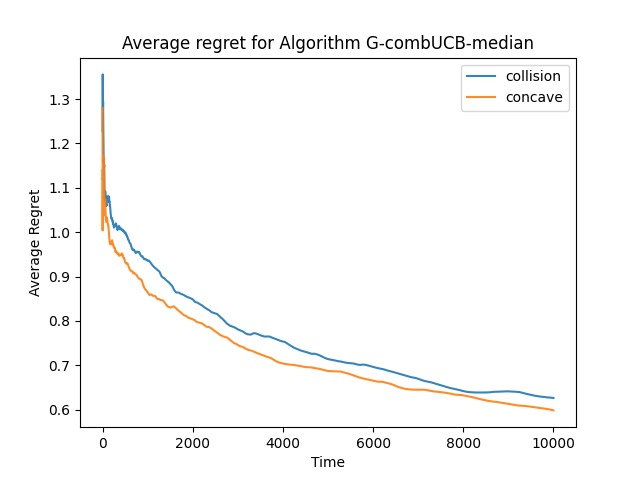 Average regret for Algorithm G-combUCB-median
collision
concave
1.3
1.2
1.1
1.0
0.9
0.8
0.7
0.6
Average Regret
0 2000 4000 6000 8000 10000
Time